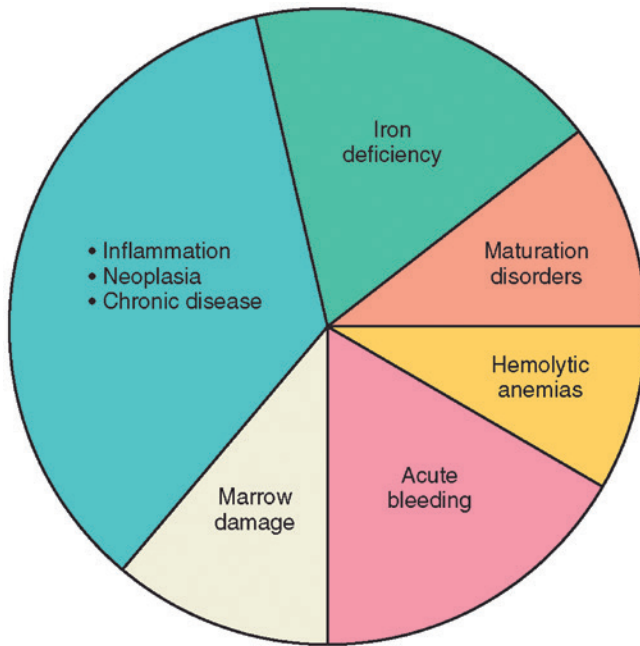 Iron
deficiency
Maturation
disorders
• Inflammation
• Neoplasia
• Chronic disease
Hemolytic
anemias
Acute
bleeding
Marrow
damage